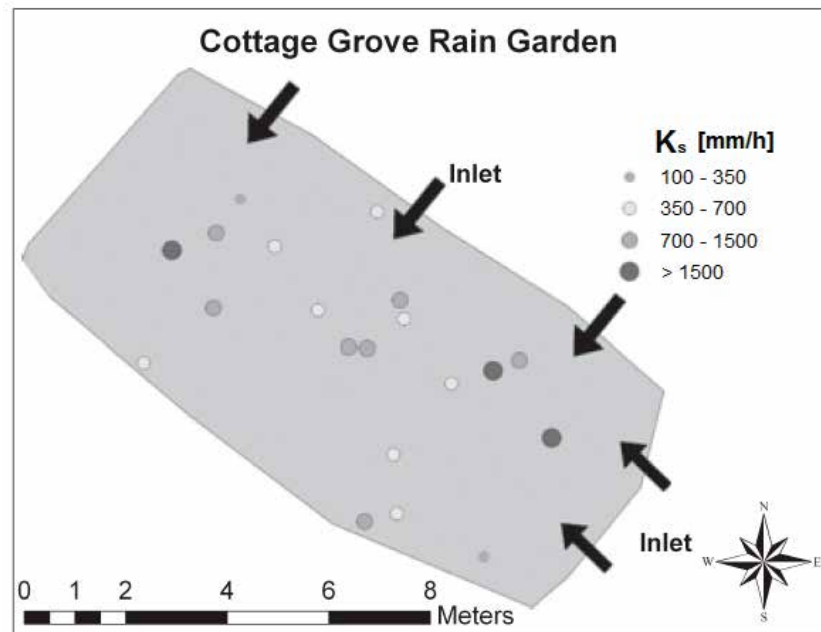 Cottage Grove Rain Garden
Inlet
Ks [mm/h]
100 - 350
350 - 700
700 - 1500
> 1500
Inlet
N
W E
S
0 1 2 4 6 8
Meters